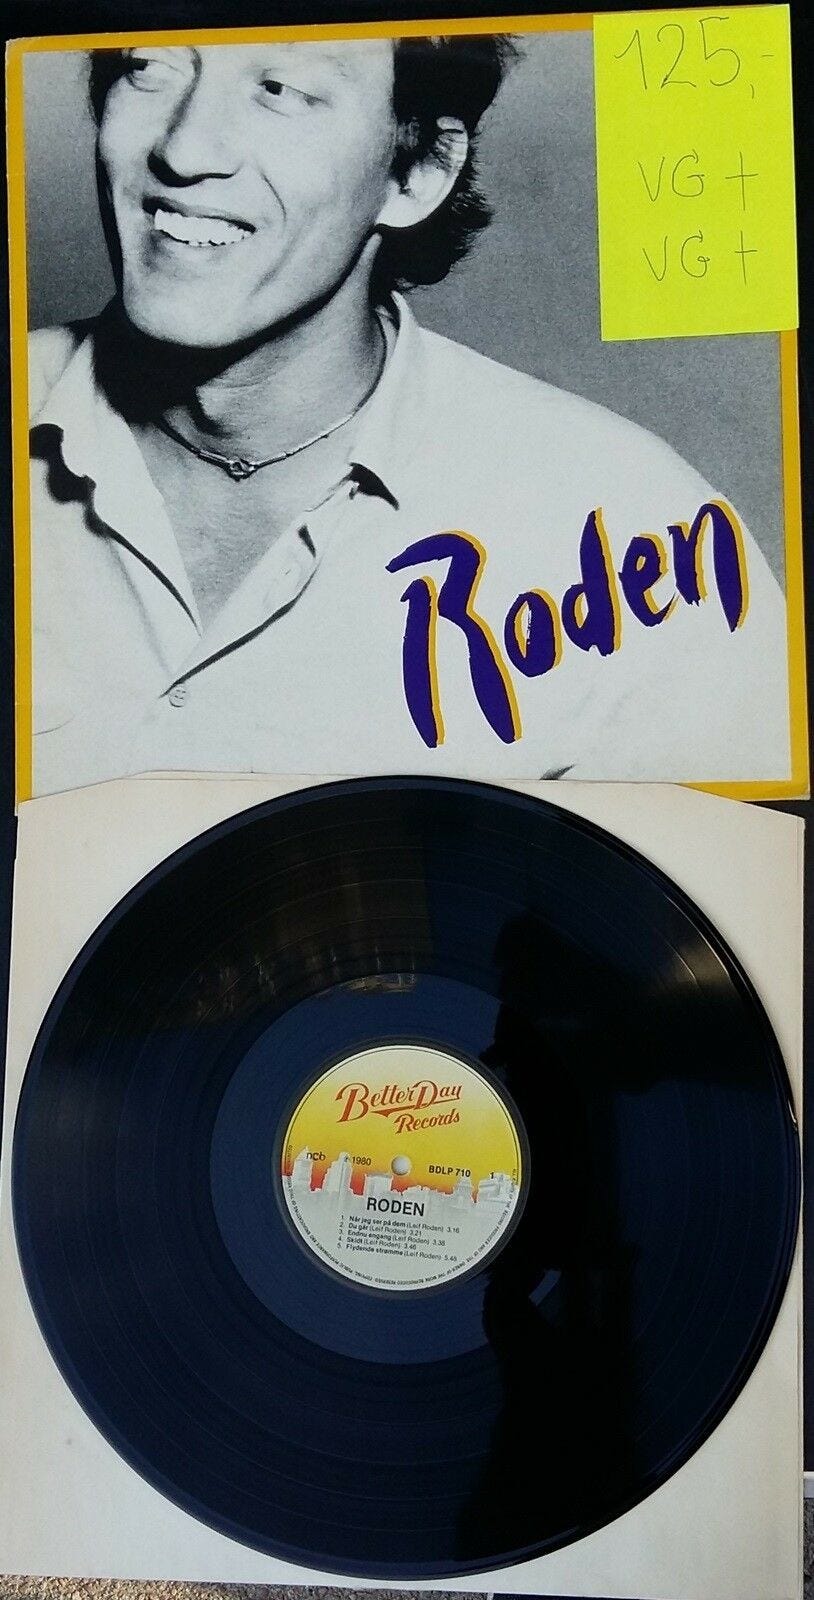 125,-
VG+
VG+
Roden
Better Day
Records
ncb
℗ 1980
BDLP 710
1
RODEN
1. Når jeg ser på dem (Leif Roden) 3.16
2. Du går (Leif Roden) 3.21
3. Endnu engang (Leif Roden) 3.38
4. Skidt (Leif Roden) 3.46
5. Flydende strømme (Leif Roden) 5.48